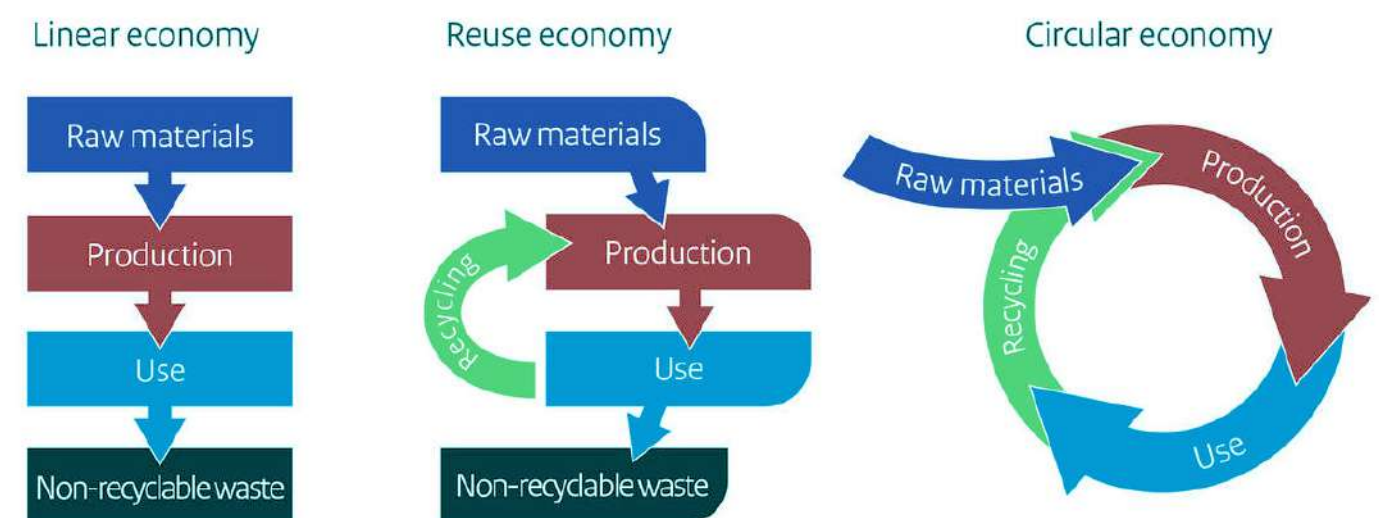 Linear economy
Raw materials
Production
Use
Non-recyclable waste
Reuse economy
Raw materials
Production
Recycling
Use
Non-recyclable waste
Circular economy
Raw materials
Production
Use
Recycling